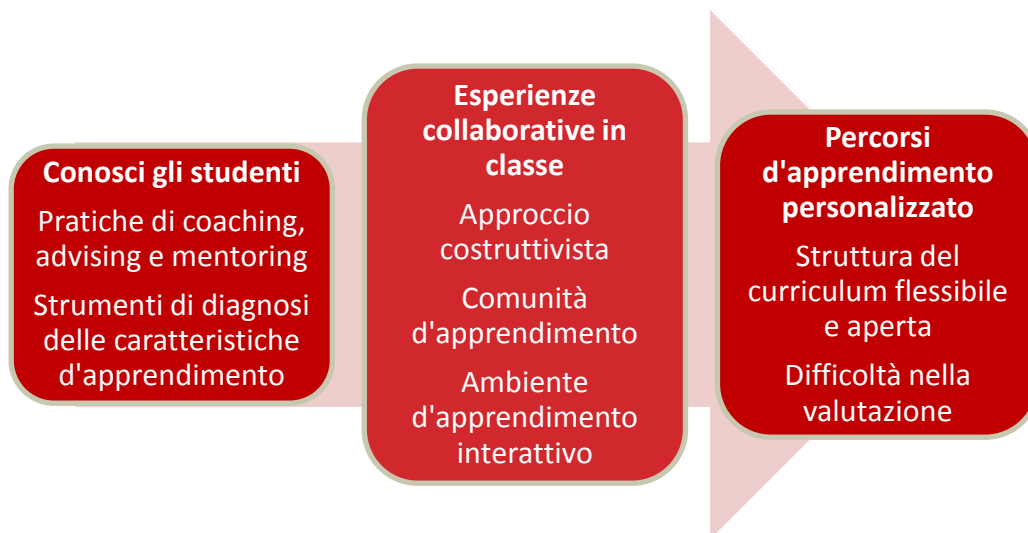 Conosci gli studenti
Pratiche di coaching,
advising e mentoring
Strumenti di diagnosi
delle caratteristiche
d'apprendimento
Esperienze
collaborative in
classe
Approccio
costruttivista
Comunità
d'apprendimento
Ambiente
d'apprendimento
interattivo
Percorsi
d'apprendimento
personalizzato
Struttura del
curriculum flessibile
e aperta
Difficoltà nella
valutazione